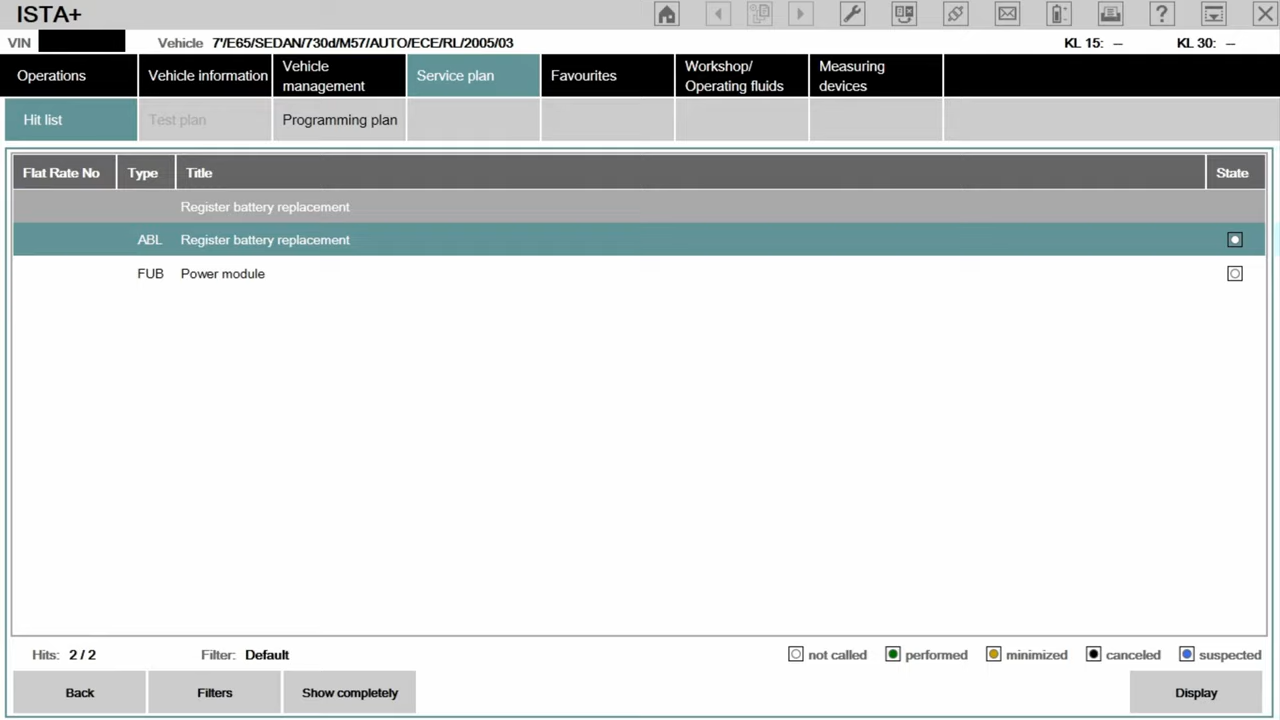 ISTA+
VIN Vehicle 7'/E65/SEDAN/730d/M57/AUTO/ECE/RL/2005/03 KL 15: – KL 30: –
Operations
Vehicle information
Vehicle
management
Service plan
Favourites
Workshop/
Operating fluids
Measuring
devices
Hit list
Test plan
Programming plan
Flat Rate No Type Title State
Register battery replacement
ABL Register battery replacement
FUB Power module
Hits: 2 / 2 Filter: Default not called performed minimized canceled suspected
Back Filters Show completely Display